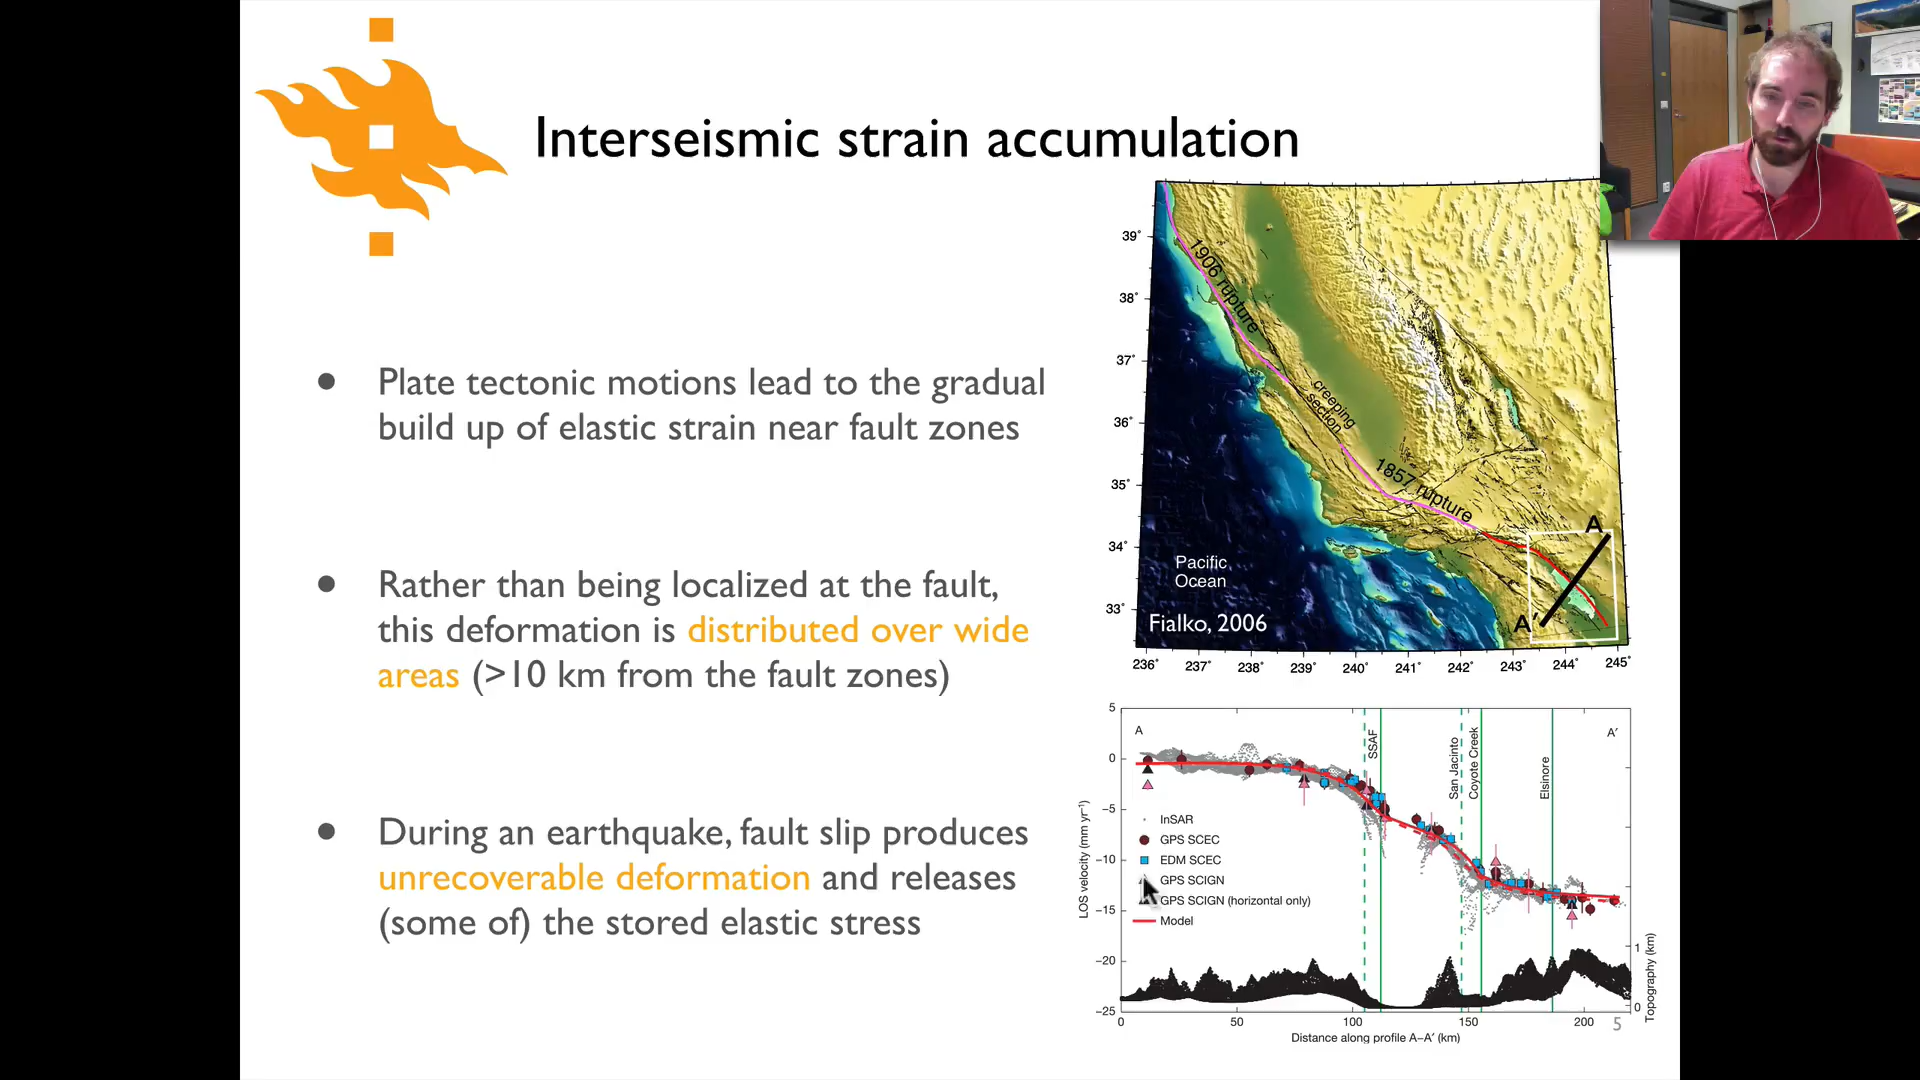 Interseismic strain accumulation
● Plate tectonic motions lead to the gradual
build up of elastic strain near fault zones
● Rather than being localized at the fault,
this deformation is distributed over wide
areas (>10 km from the fault zones)
● During an earthquake, fault slip produces
unrecoverable deformation and releases
(some of) the stored elastic stress
39°
38°
37°
36°
35°
34°
33°
1906 rupture
creeping
section
1857 rupture
A
A'
Pacific
Ocean
Fialko, 2006
236° 237° 238° 239° 240° 241° 242° 243° 244° 245°
5
0
−5
−10
−15
−20
−25
LOS velocity (mm yr⁻¹)
A
A′
SSAF
San Jacinto
Coyote Creek
Elsinore
InSAR
GPS SCEC
EDM SCEC
GPS SCIGN
GPS SCIGN (horizontal only)
Model
1
0
Topography (km)
0 50 100 150 200
Distance along profile A–A′ (km)
5